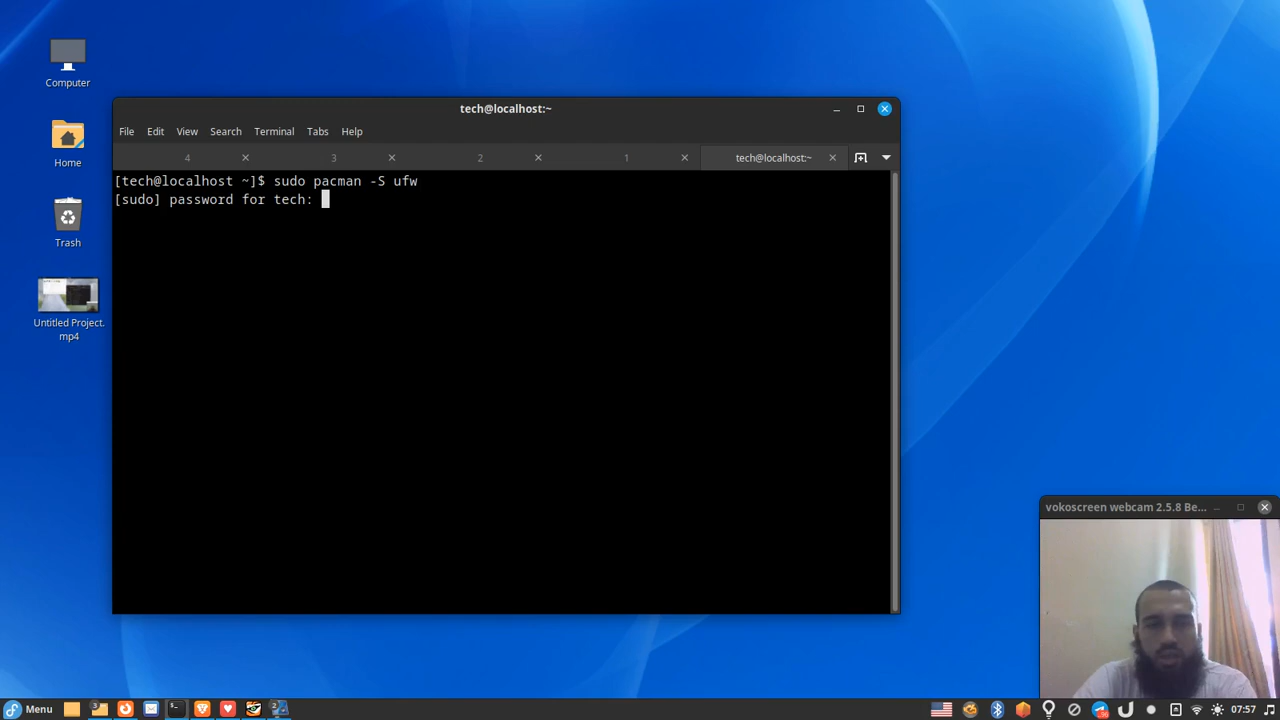 Computer
Home
Trash
Untitled Project.
mp4
tech@localhost:~
File Edit View Search Terminal Tabs Help
4 3 2 1 tech@localhost:~
[tech@localhost ~]$ sudo pacman -S ufw
[sudo] password for tech:
vokoscreen webcam 2.5.8 Be...
Menu 3 2 07:57